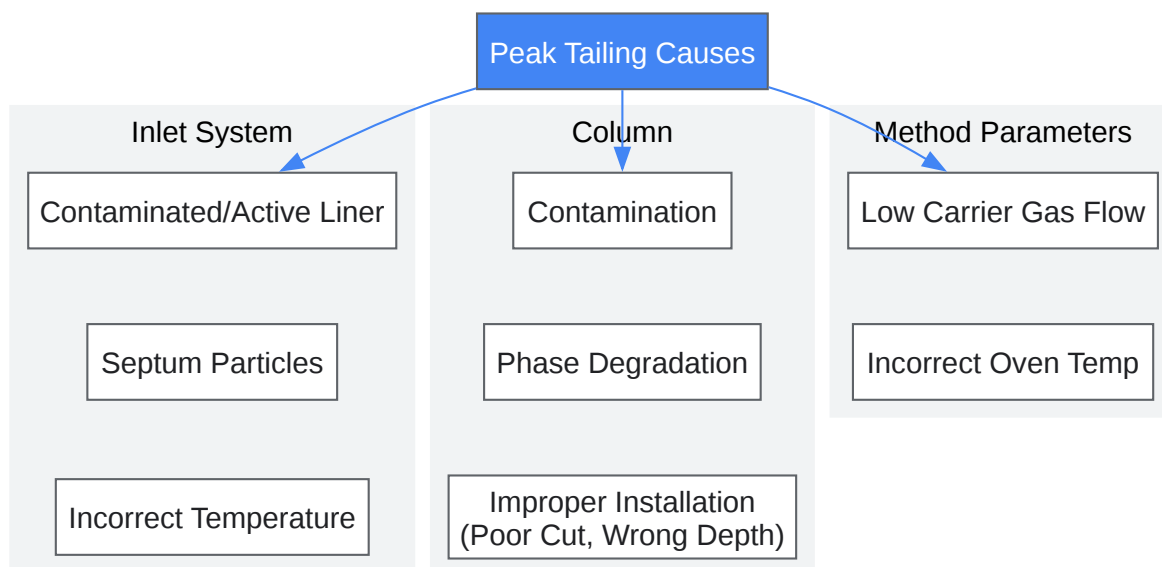 Peak Tailing Causes
Inlet System
Contaminated/Active Liner
Septum Particles
Incorrect Temperature
Column
Contamination
Phase Degradation
Improper Installation
(Poor Cut, Wrong Depth)
Method Parameters
Low Carrier Gas Flow
Incorrect Oven Temp